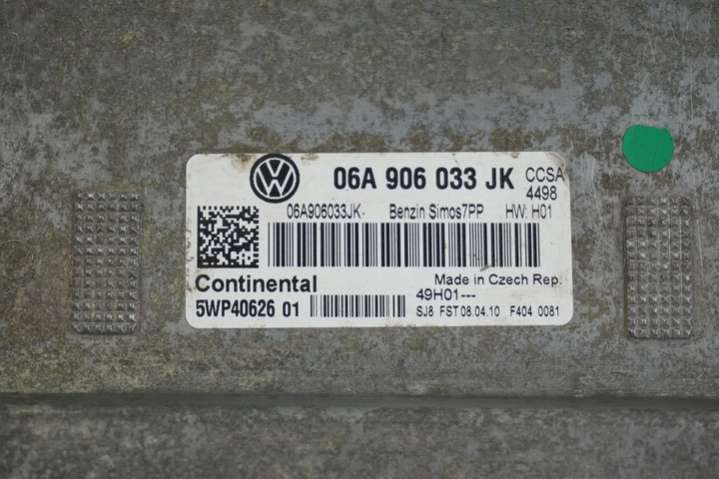 06A 906 033 JK CCSA
4498
06A906033JK Benzin Simos7PP HW: H01
Continental Made in Czech Rep.
49H01---
5WP40626 01 SJ8 FST 08.04.10 F404 0081